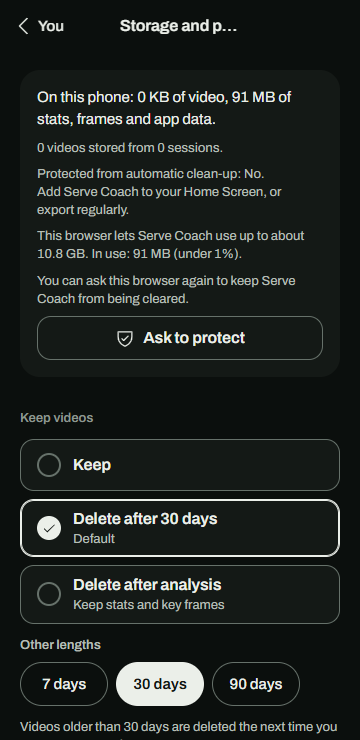 You
Storage and p...
On this phone: 0 KB of video, 91 MB of
stats, frames and app data.
0 videos stored from 0 sessions.
Protected from automatic clean-up: No.
Add Serve Coach to your Home Screen, or
export regularly.
This browser lets Serve Coach use up to about
10.8 GB. In use: 91 MB (under 1%).
You can ask this browser again to keep Serve
Coach from being cleared.
Ask to protect
Keep videos
Keep
Delete after 30 days
Default
Delete after analysis
Keep stats and key frames
Other lengths
7 days
30 days
90 days
Videos older than 30 days are deleted the next time you